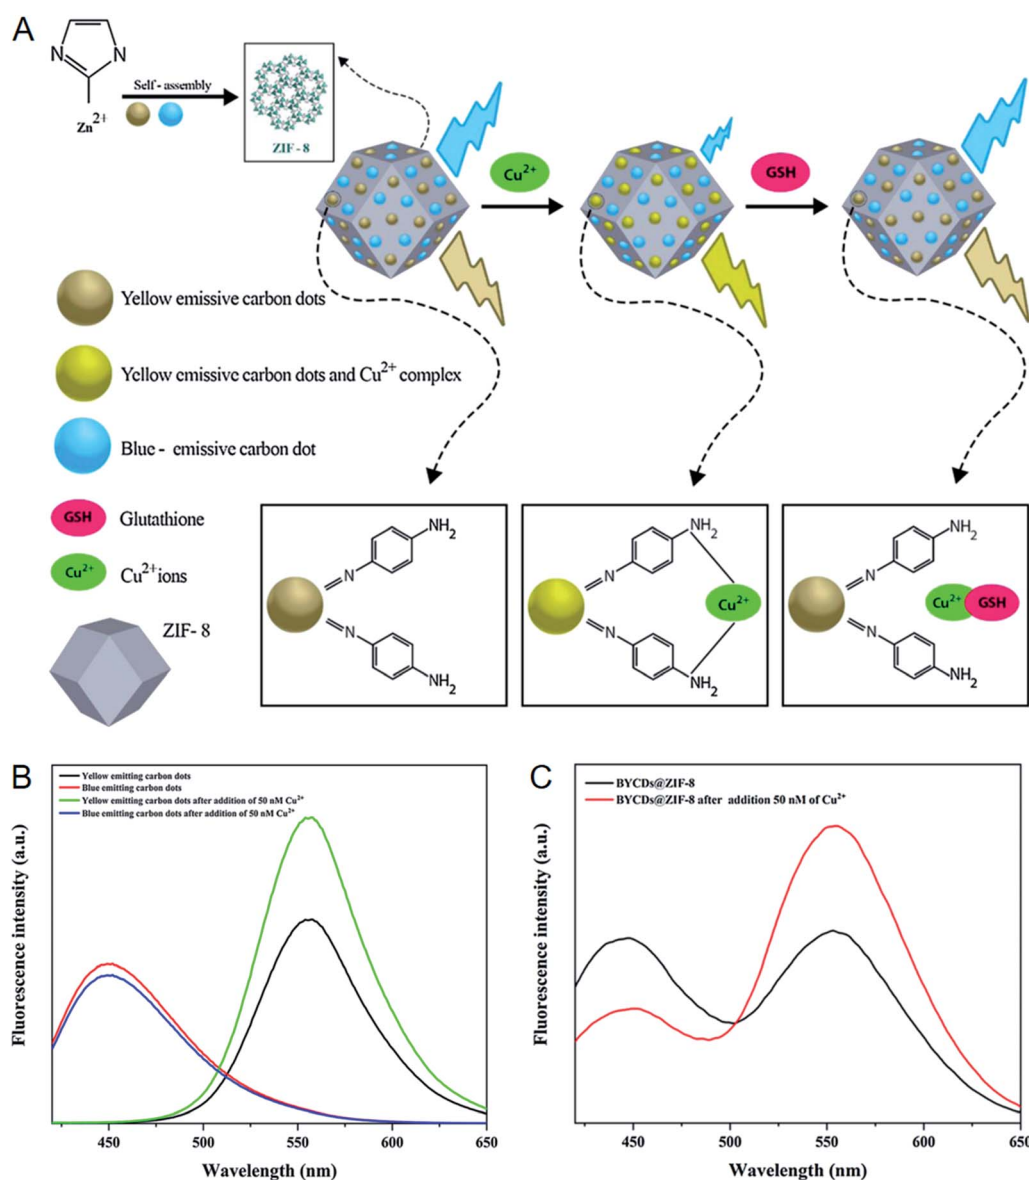 A
N
N
Zn2+
Self - assembly
ZIF - 8
Cu2+
GSH
Yellow emissive carbon dots
Yellow emissive carbon dots and Cu2+ complex
Blue - emissive carbon dot
GSH Glutathione
Cu2+ Cu2+ions
ZIF- 8
NH2
N
N
NH2
NH2
N
Cu2+
N
NH2
NH2
N
Cu2+ GSH
N
NH2
B
Yellow emitting carbon dots
Blue emitting carbon dots
Yellow emitting carbon dots after addition of 50 nM Cu2+
Blue emitting carbon dots after addition of 50 nM Cu2+
Fluorescence intensity (a.u.)
450 500 550 600 650
Wavelength (nm)
C
BYCDs@ZIF-8
BYCDs@ZIF-8 after addition 50 nM of Cu2+
Fluorescence intensity (a.u.)
450 500 550 600 650
Wavelength (nm)